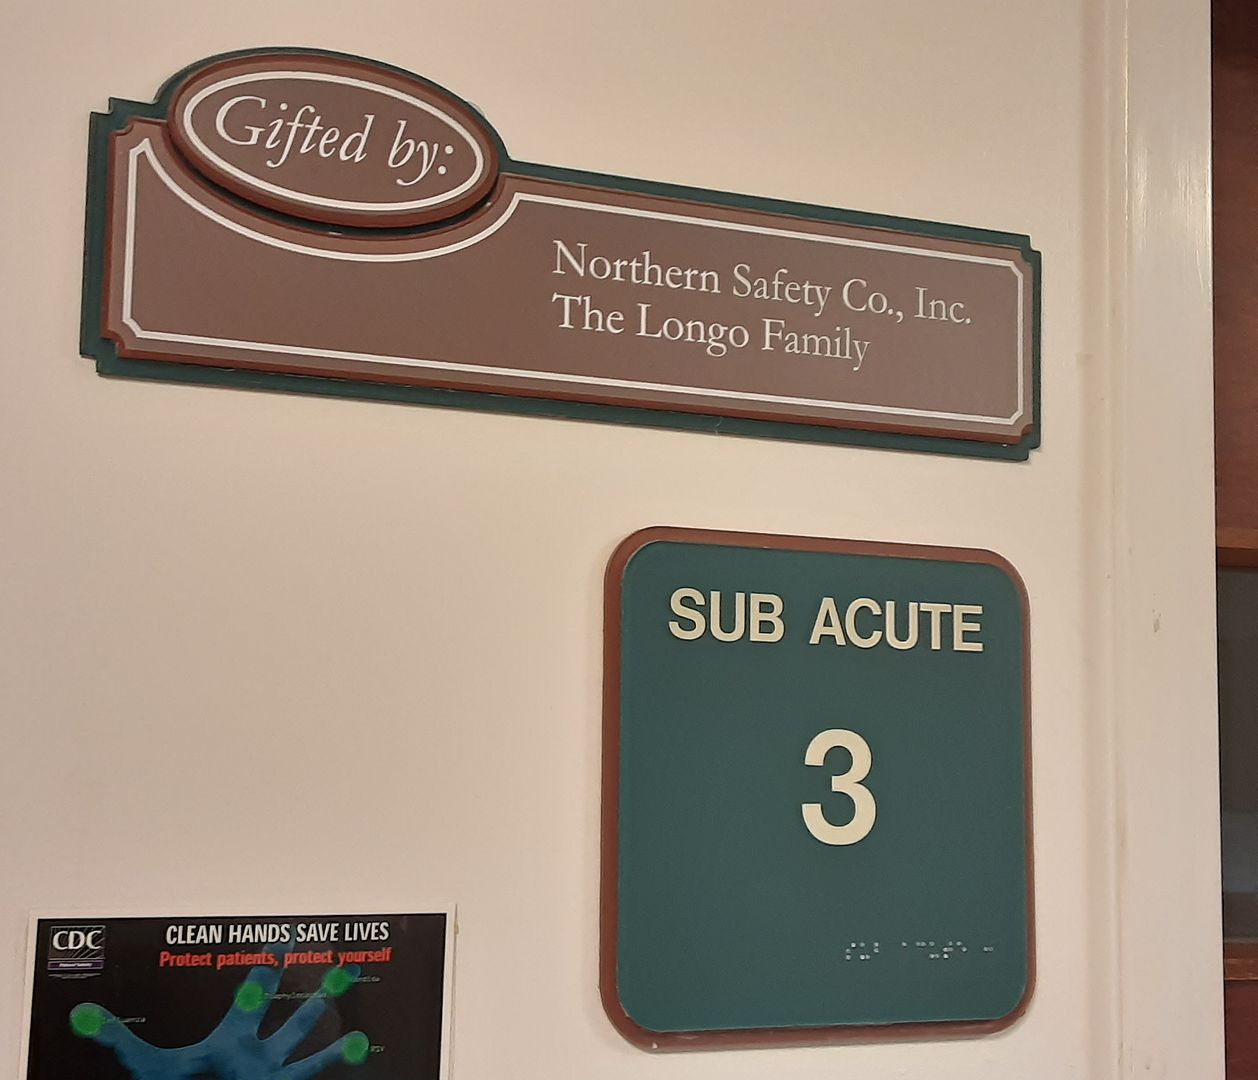 Gifted by:
Northern Safety Co., Inc.
The Longo Family
SUB ACUTE
3
CDC
CLEAN HANDS SAVE LIVES
Protect patients, protect yourself
RSV